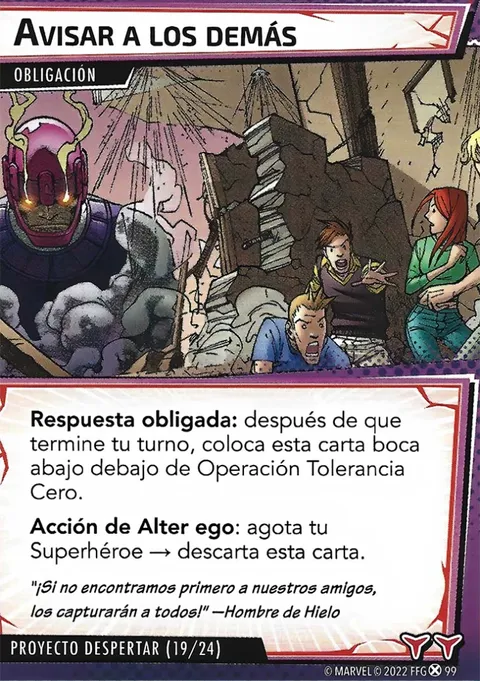 AVISAR A LOS DEMÁS
OBLIGACIÓN
Respuesta obligada: después de que
termine tu turno, coloca esta carta boca
abajo debajo de Operación Tolerancia
Cero.
Acción de Alter ego: agota tu
Superhéroe → descarta esta carta.
"¡Si no encontramos primero a nuestros amigos,
los capturarán a todos!" —Hombre de Hielo
PROYECTO DESPERTAR (19/24)
© MARVEL © 2022 FFG 99